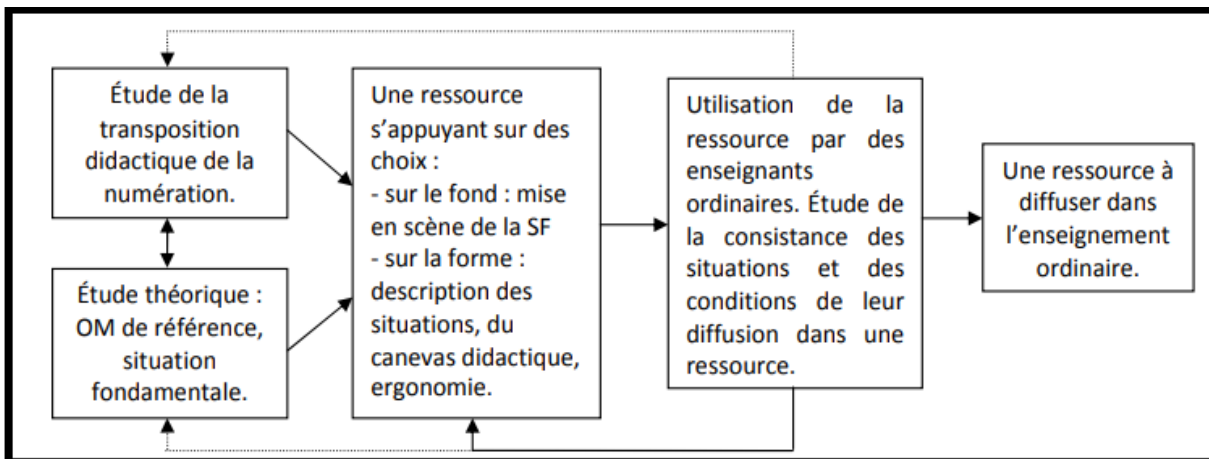 Étude de la
transposition
didactique de la
numération.
Étude théorique :
OM de référence,
situation
fondamentale.
Une ressource
s’appuyant sur des
choix :
- sur le fond : mise
en scène de la SF
- sur la forme :
description des
situations, du
canevas didactique,
ergonomie.
Utilisation de la
ressource par des
enseignants
ordinaires. Étude de
la consistance des
situations et des
conditions de leur
diffusion dans une
ressource.
Une ressource à
diffuser dans
l’enseignement
ordinaire.